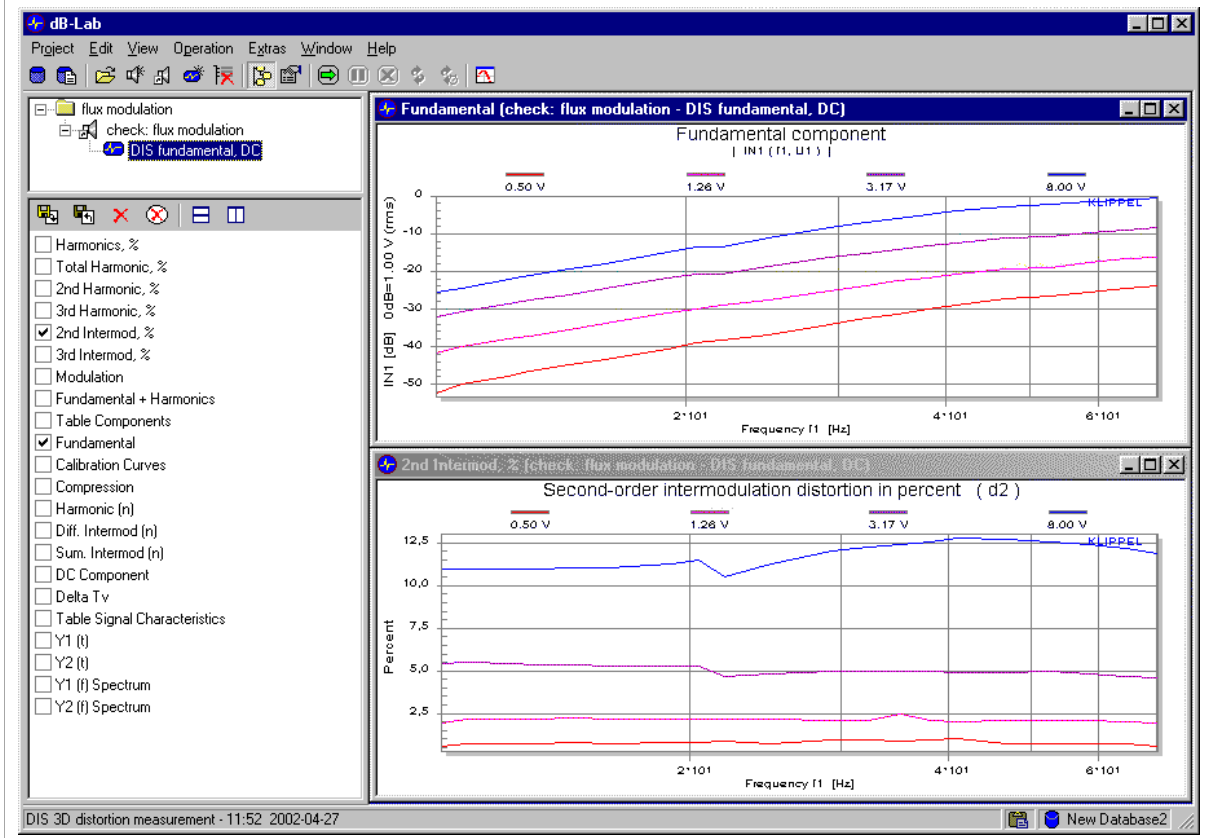 dB-Lab
Project Edit View Operation Extras Window Help
flux modulation
check: flux modulation
DIS fundamental, DC
Harmonics, %
Total Harmonic, %
2nd Harmonic, %
3rd Harmonic, %
2nd Intermod, %
3rd Intermod, %
Modulation
Fundamental + Harmonics
Table Components
Fundamental
Calibration Curves
Compression
Harmonic (n)
Diff. Intermod (n)
Sum. Intermod (n)
DC Component
Delta Tv
Table Signal Characteristics
Y1 (t)
Y2 (t)
Y1 (f) Spectrum
Y2 (f) Spectrum
Fundamental (check: flux modulation - DIS fundamental, DC)
Fundamental component
| IN1 ( f1, U1 ) |
0.50 V 1.26 V 3.17 V 8.00 V
KLIPPEL
IN1 [dB] 0dB=1.00 V (rms)
0
-10
-20
-30
-40
-50
2*101 4*101 6*101
Frequency f1 [Hz]
2nd Intermod, % (check: flux modulation - DIS fundamental, DC)
Second-order intermodulation distortion in percent ( d2 )
0.50 V 1.26 V 3.17 V 8.00 V
KLIPPEL
Percent
12,5
10,0
7,5
5,0
2,5
2*101 4*101 6*101
Frequency f1 [Hz]
DIS 3D distortion measurement - 11:52 2002-04-27
New Database2